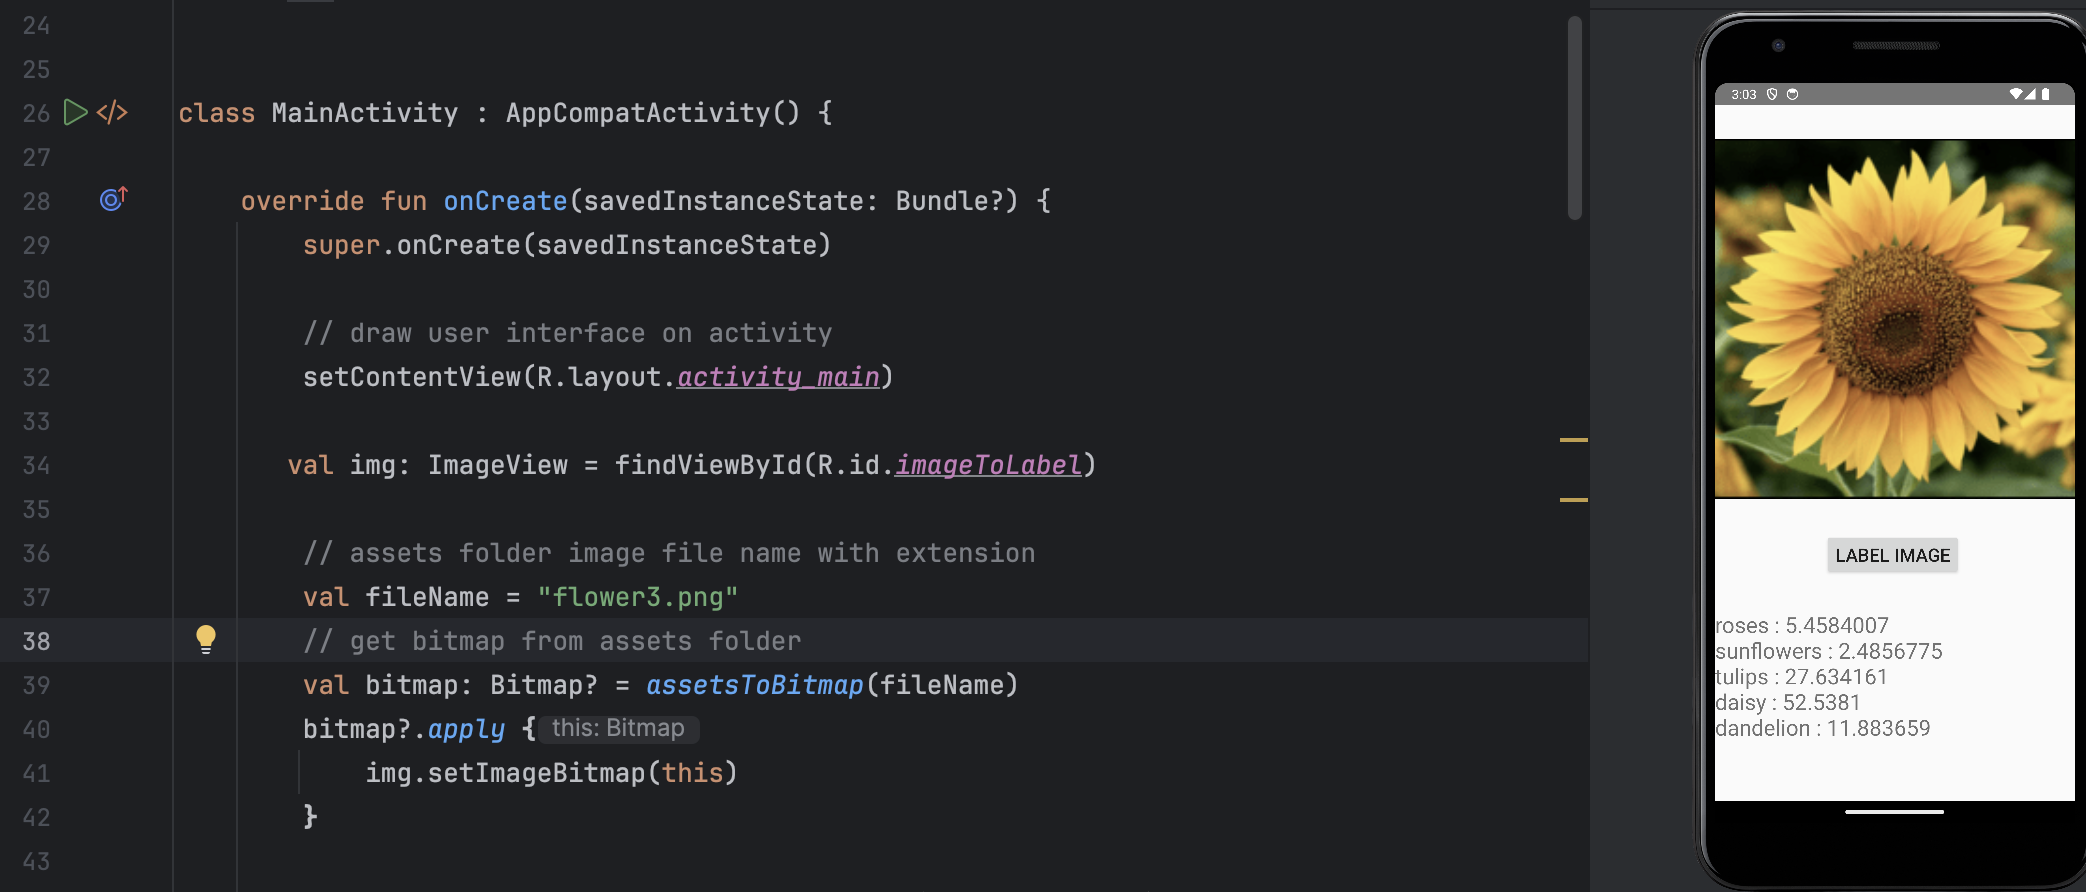 24
25
26 class MainActivity : AppCompatActivity() {
27
28 override fun onCreate(savedInstanceState: Bundle?) {
29 super.onCreate(savedInstanceState)
30
31 // draw user interface on activity
32 setContentView(R.layout.activity_main)
33
34 val img: ImageView = findViewById(R.id.imageToLabel)
35
36 // assets folder image file name with extension
37 val fileName = "flower3.png"
38 // get bitmap from assets folder
39 val bitmap: Bitmap? = assetsToBitmap(fileName)
40 bitmap?.apply { this: Bitmap
41 img.setImageBitmap(this)
42 }
43
3:03
LABEL IMAGE
roses : 5.4584007
sunflowers : 2.4856775
tulips : 27.634161
daisy : 52.5381
dandelion : 11.883659